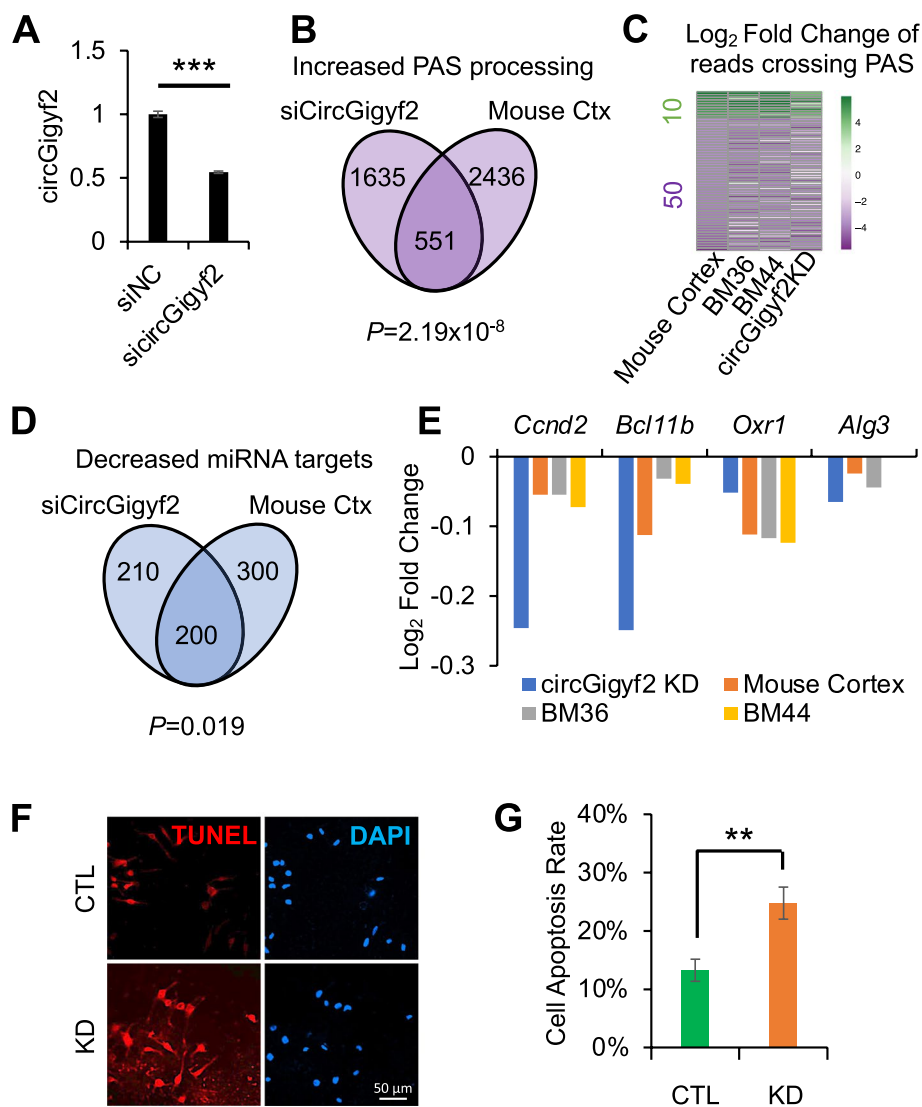 A
1.5
1
0.5
0
circGigyf2
***
siNC
sicircGigyf2
B
Increased PAS processing
siCircGigyf2
Mouse Ctx
1635
2436
551
P=2.19x10-8
C
Log2 Fold Change of
reads crossing PAS
10
50
4
2
0
−2
−4
Mouse Cortex
BM36
BM44
circGigyf2KD
D
Decreased miRNA targets
siCircGigyf2
Mouse Ctx
210
300
200
P=0.019
E
Ccnd2
Bcl11b
Oxr1
Alg3
0
-0.1
-0.2
-0.3
Log2 Fold Change
circGigyf2 KD
Mouse Cortex
BM36
BM44
F
TUNEL
DAPI
CTL
KD
50 µm
G
40%
30%
20%
10%
0%
Cell Apoptosis Rate
**
CTL
KD